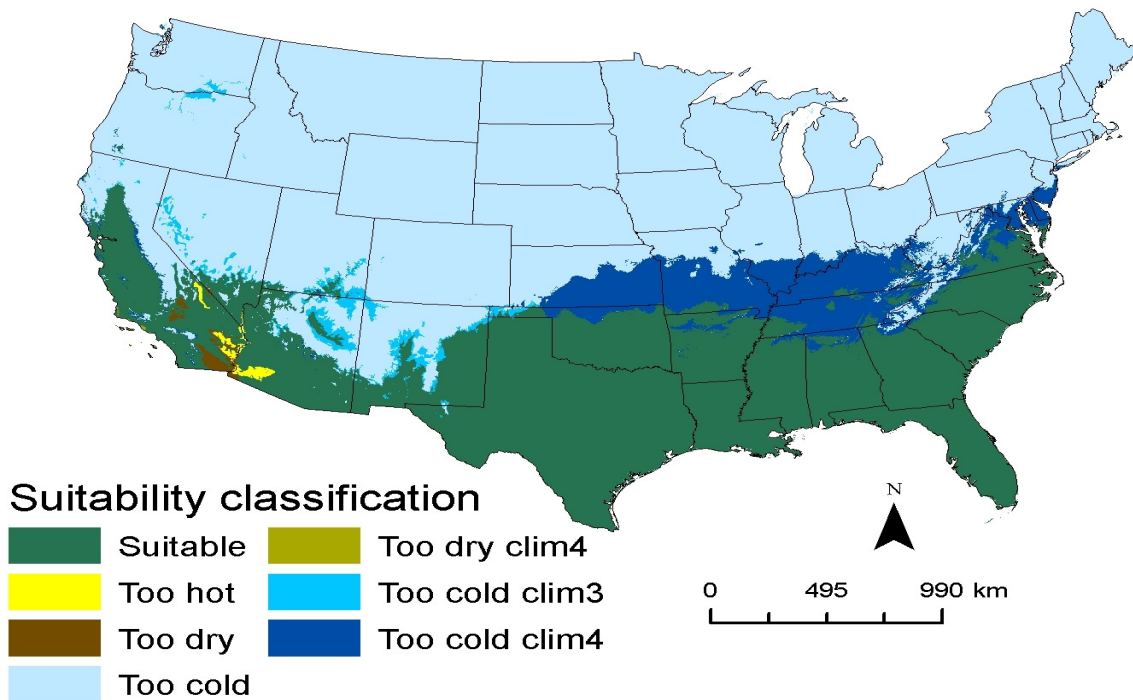 Suitability classification
Suitable
Too hot
Too dry
Too cold
Too dry clim4
Too cold clim3
Too cold clim4
N
0 495 990 km